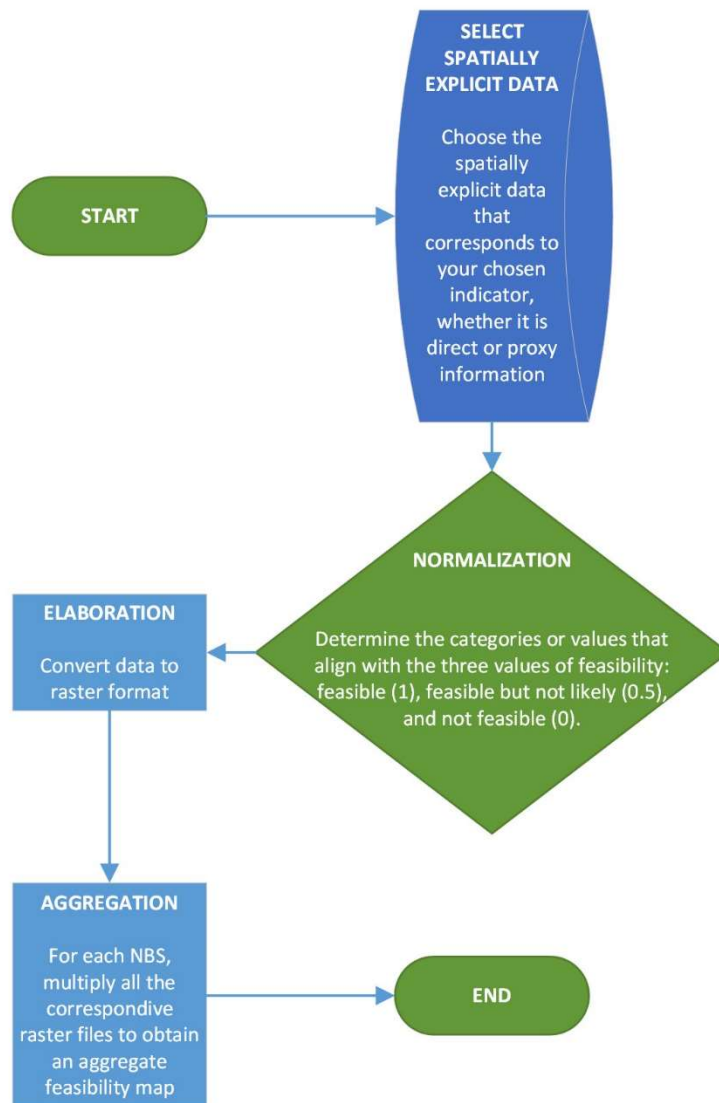 START
SELECT
SPATIALLY
EXPLICIT DATA
Choose the
spatially
explicit data
that
corresponds to
your chosen
indicator,
whether it is
direct or proxy
information
NORMALIZATION
Determine the categories or values that
align with the three values of feasibility:
feasible (1), feasible but not likely (0.5),
and not feasible (0).
ELABORATION
Convert data to
raster format
AGGREGATION
For each NBS,
multiply all the
correspondive
raster files to obtain
an aggregate
feasibility map
END